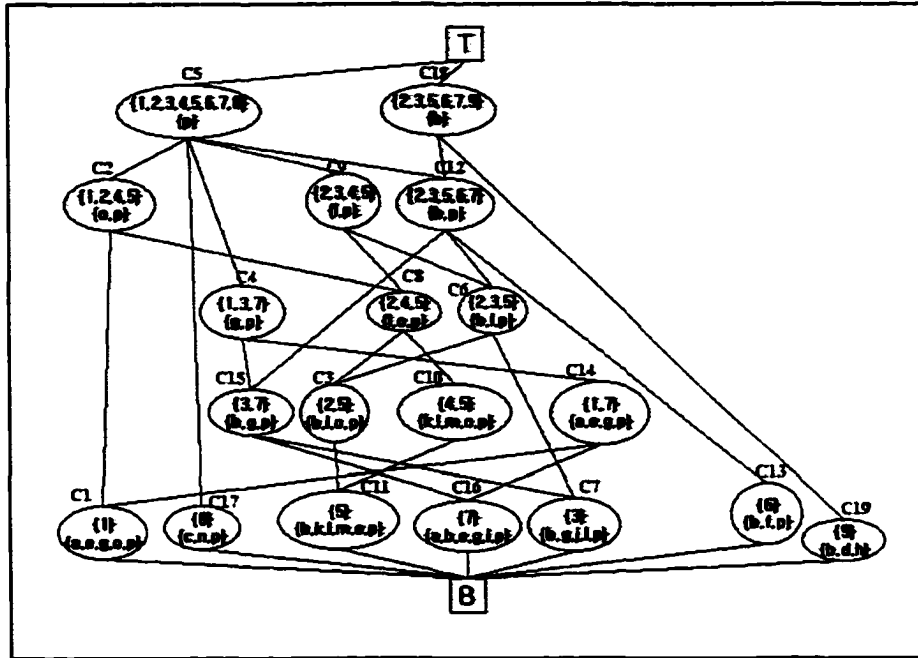 T
C5
C18
{1,2,3,4,5,6,7,8}
{p}
{2,3,5,6,7,9}
{b}
C2
C9
C12
{1,2,4,5}
{o,p}
{2,3,4,5}
{l,p}
{2,3,5,6,7}
{b,p}
C4
C8
C6
{1,3,7}
{g,p}
{2,4,5}
{l,o,p}
{2,3,5}
{b,l,p}
C15
C3
C10
C14
{3,7}
{b,g,p}
{2,5}
{b,l,o,p}
{4,5}
{k,l,m,o,p}
{1,7}
{a,e,g,p}
C1
C17
C11
C16
C7
C13
C19
{1}
{a,e,g,o,p}
{8}
{c,n,p}
{5}
{b,k,l,m,o,p}
{7}
{3}
{6}
{b,f,p}
{9}
{b,d,h}
B